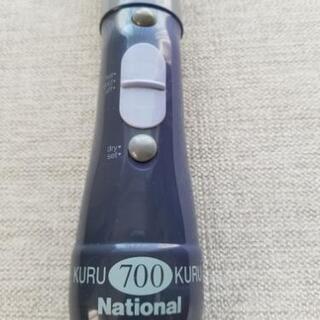 dry•
set•
KURU 700 KURU
National